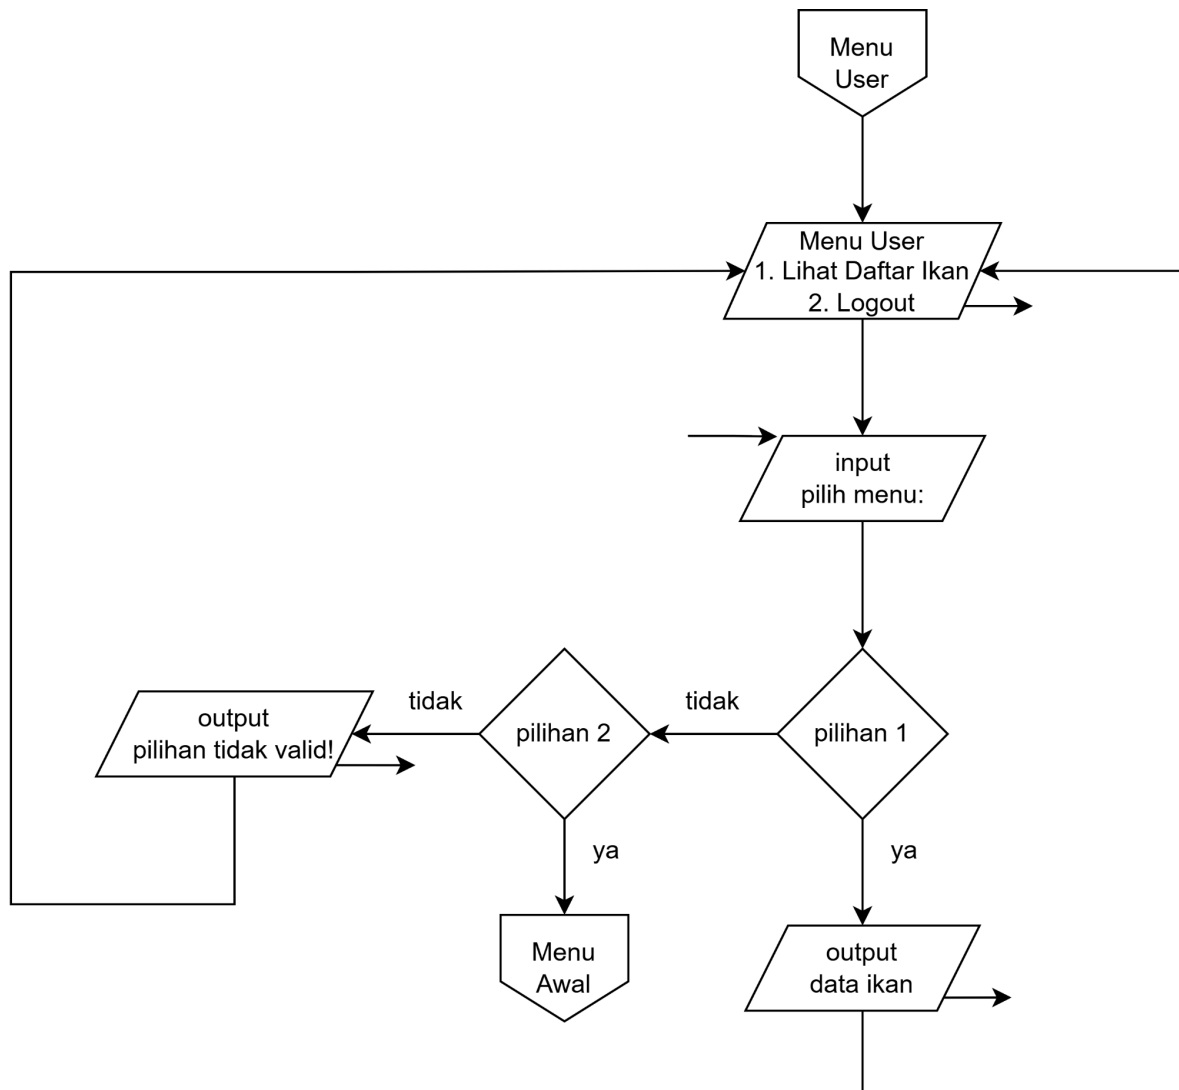 Menu
User
Menu User
1. Lihat Daftar Ikan
2. Logout
input
pilih menu:
pilihan 1
tidak
pilihan 2
tidak
output
pilihan tidak valid!
ya
Menu
Awal
ya
output
data ikan